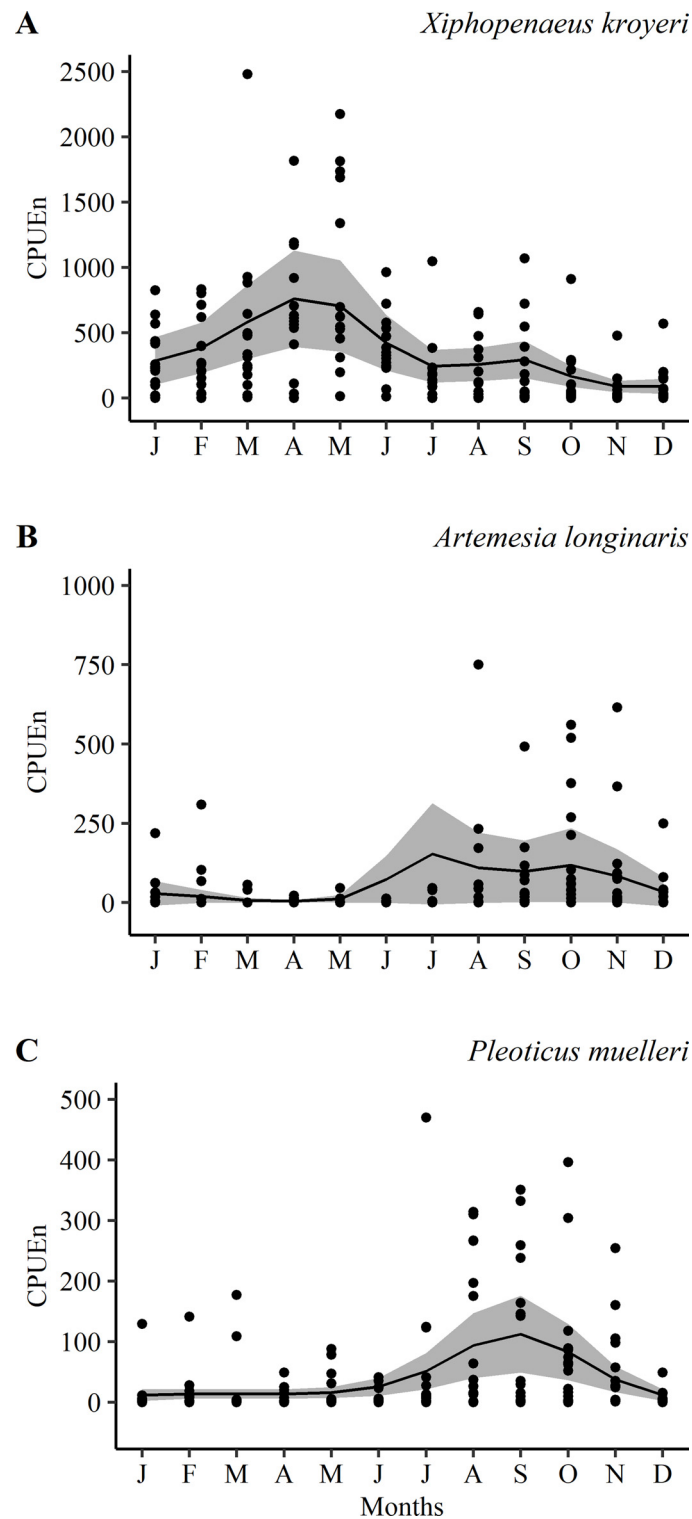 A Xiphopenaeus kroyeri
2500
2000
1500
1000
500
0
CPUEn
J F M A M J J A S O N D
B Artemesia longinaris
1000
750
500
250
0
CPUEn
J F M A M J J A S O N D
C Pleoticus muelleri
500
400
300
200
100
0
CPUEn
J F M A M J J A S O N D
Months